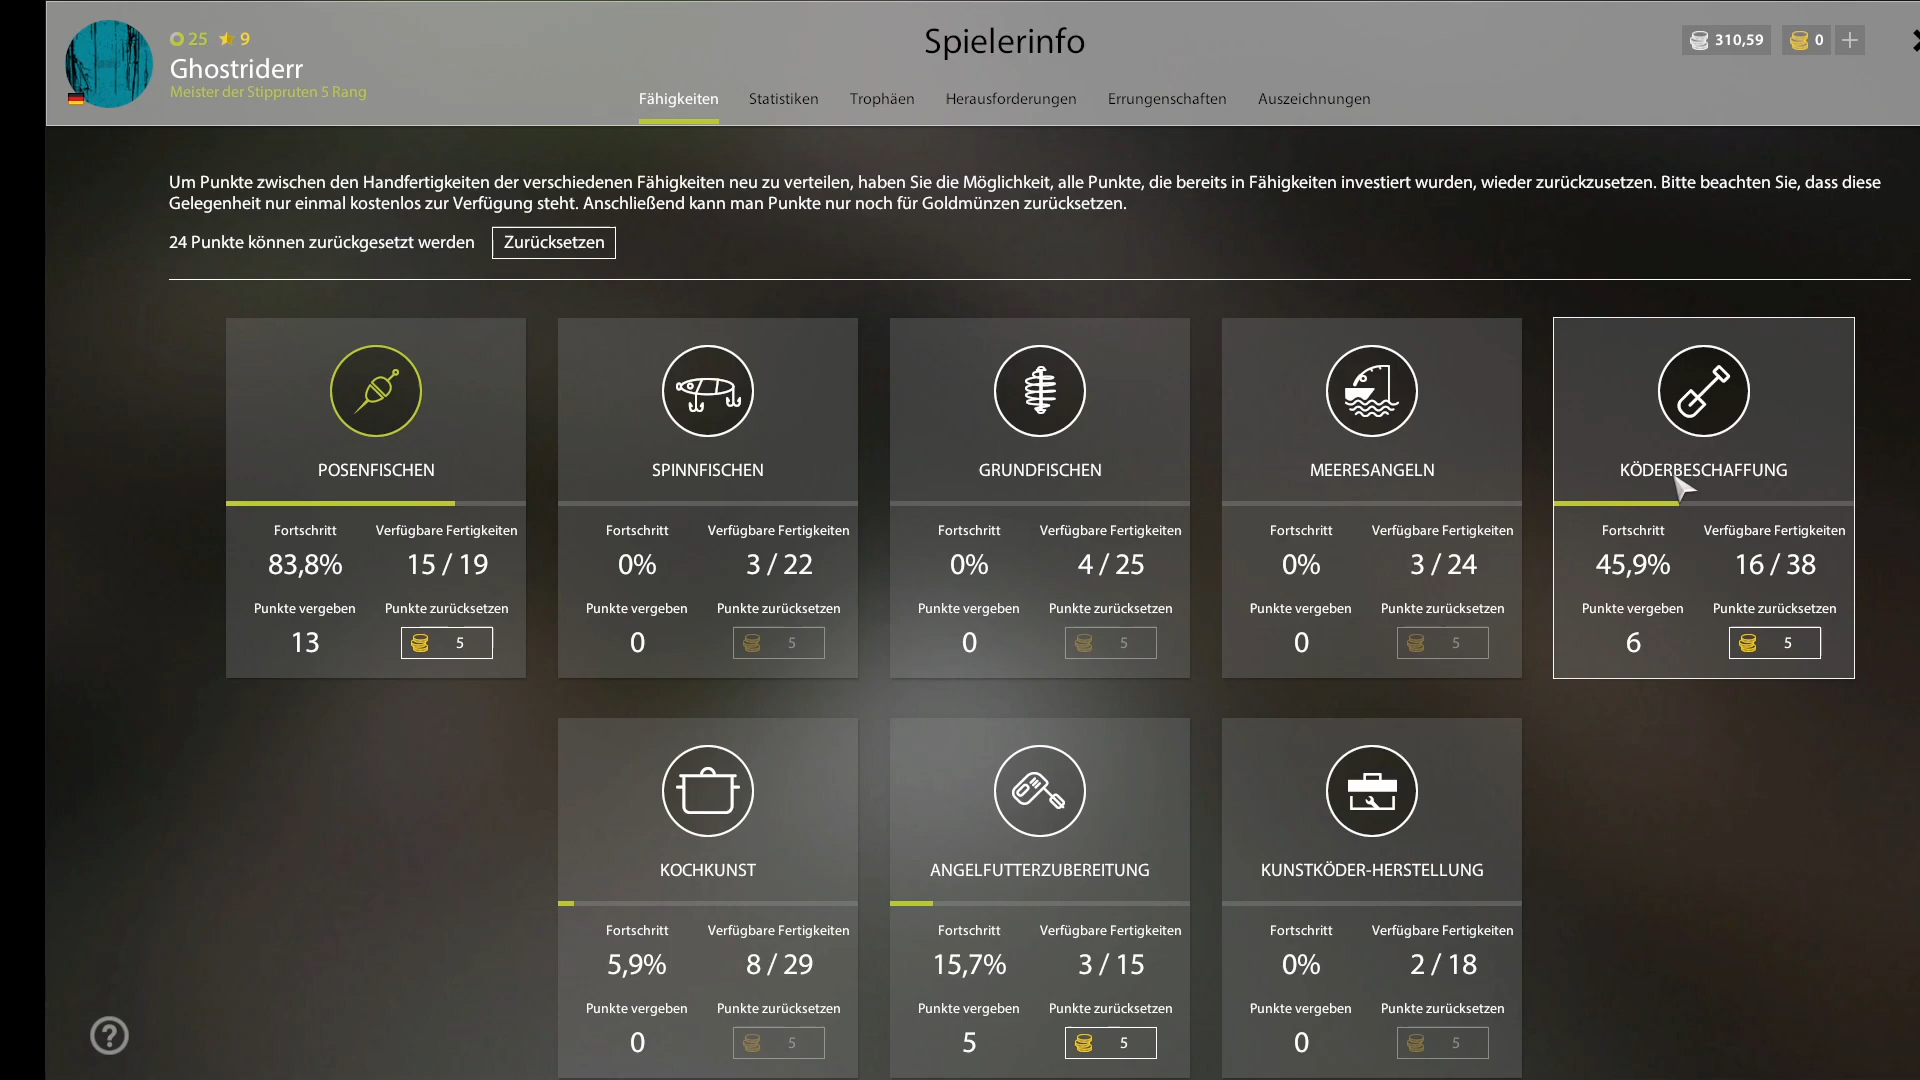 25 9
Spielerinfo
310,59 0
Ghostriderr
Meister der Stippruten 5 Rang
Fähigkeiten Statistiken Trophäen Herausforderungen Errungenschaften Auszeichnungen
Um Punkte zwischen den Handfertigkeiten der verschiedenen Fähigkeiten neu zu verteilen, haben Sie die Möglichkeit, alle Punkte, die bereits in Fähigkeiten investiert wurden, wieder zurückzusetzen. Bitte beachten Sie, dass diese
Gelegenheit nur einmal kostenlos zur Verfügung steht. Anschließend kann man Punkte nur noch für Goldmünzen zurücksetzen.
24 Punkte können zurückgesetzt werden Zurücksetzen
POSENFISCHEN
Fortschritt Verfügbare Fertigkeiten
83,8% 15 / 19
Punkte vergeben Punkte zurücksetzen
13 5
SPINNFISCHEN
Fortschritt Verfügbare Fertigkeiten
0% 3 / 22
Punkte vergeben Punkte zurücksetzen
0 5
GRUNDFISCHEN
Fortschritt Verfügbare Fertigkeiten
0% 4 / 25
Punkte vergeben Punkte zurücksetzen
0 5
MEERESANGELN
Fortschritt Verfügbare Fertigkeiten
0% 3 / 24
Punkte vergeben Punkte zurücksetzen
0 5
KÖDERBESCHAFFUNG
Fortschritt Verfügbare Fertigkeiten
45,9% 16 / 38
Punkte vergeben Punkte zurücksetzen
6 5
KOCHKUNST
Fortschritt Verfügbare Fertigkeiten
5,9% 8 / 29
Punkte vergeben Punkte zurücksetzen
0 5
ANGELFUTTERZUBEREITUNG
Fortschritt Verfügbare Fertigkeiten
15,7% 3 / 15
Punkte vergeben Punkte zurücksetzen
5 5
KUNSTKÖDER-HERSTELLUNG
Fortschritt Verfügbare Fertigkeiten
0% 2 / 18
Punkte vergeben Punkte zurücksetzen
0 5
?